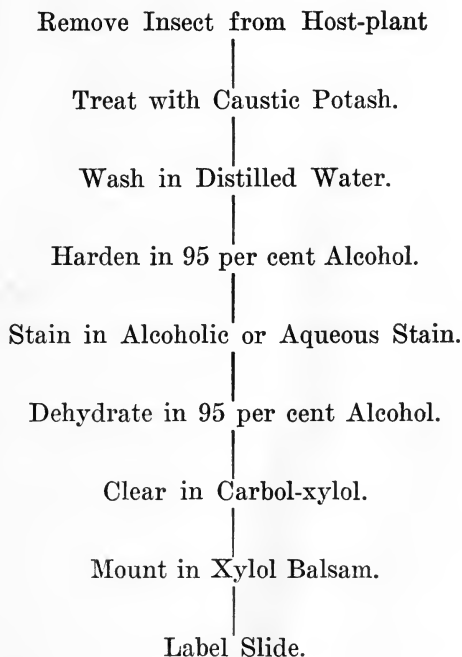 Remove Insect from Host-plant
Treat with Caustic Potash.
Wash in Distilled Water.
Harden in 95 per cent Alcohol.
Stain in Alcoholic or Aqueous Stain.
Dehydrate in 95 per cent Alcohol.
Clear in Carbol-xylol.
Mount in Xylol Balsam.
Label Slide.